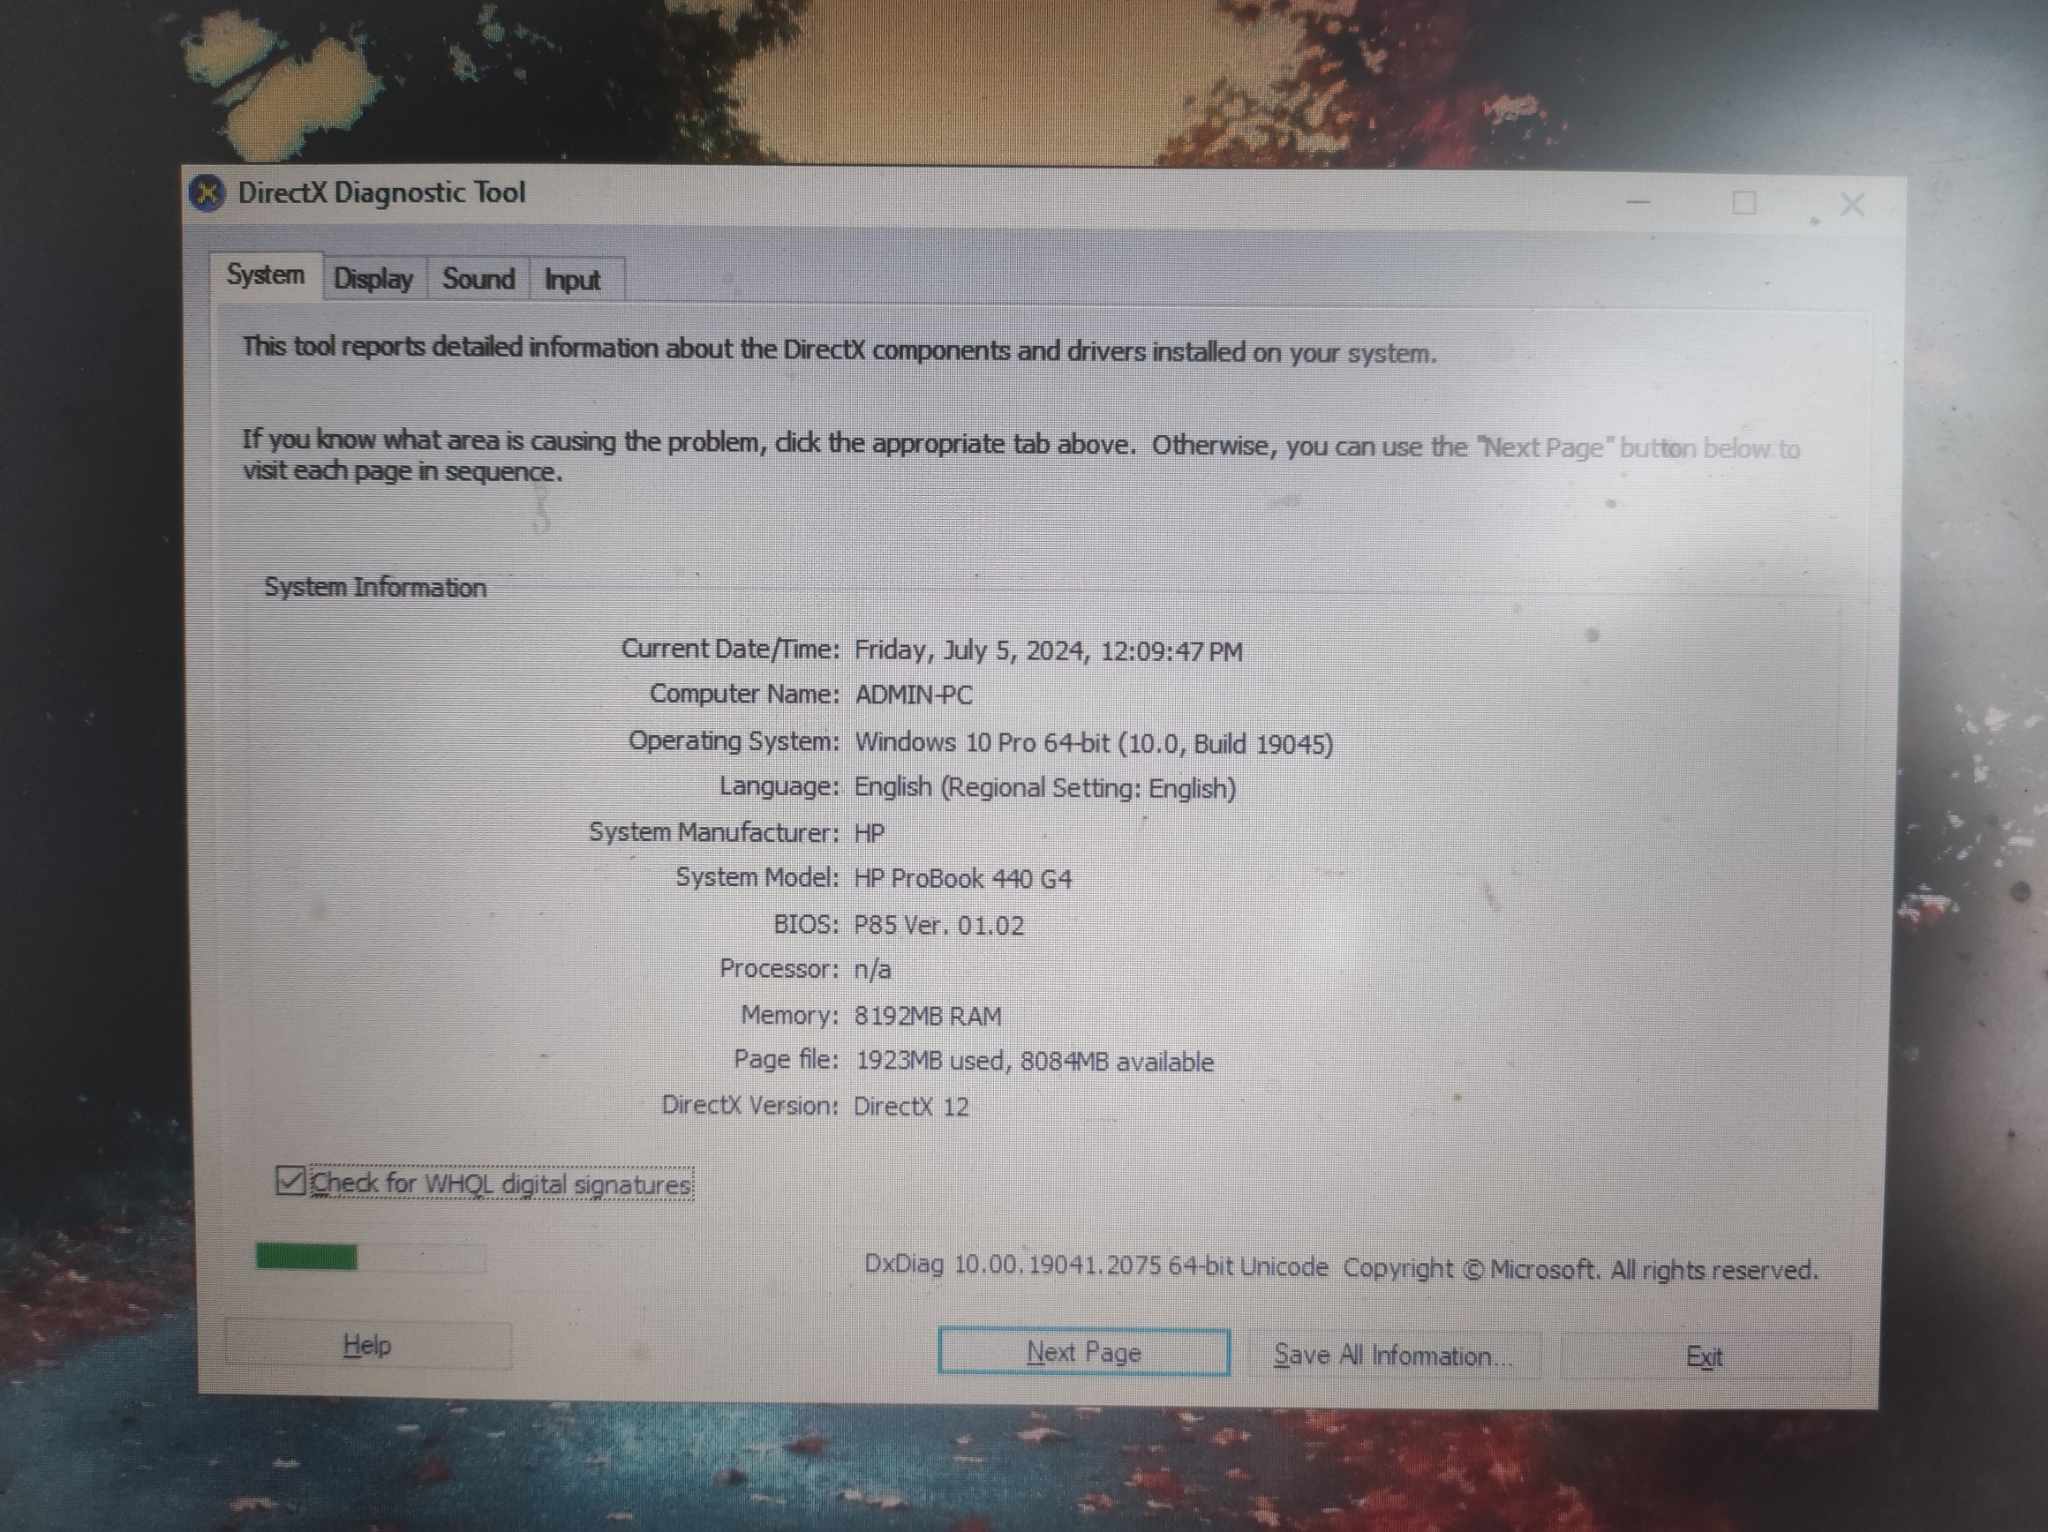 DirectX Diagnostic Tool
System Display Sound Input
This tool reports detailed information about the DirectX components and drivers installed on your system.
If you know what area is causing the problem, click the appropriate tab above.  Otherwise, you can use the "Next Page" button below to
visit each page in sequence.
System Information
Current Date/Time: Friday, July 5, 2024, 12:09:47 PM
Computer Name: ADMIN-PC
Operating System: Windows 10 Pro 64-bit (10.0, Build 19045)
Language: English (Regional Setting: English)
System Manufacturer: HP
System Model: HP ProBook 440 G4
BIOS: P85 Ver. 01.02
Processor: n/a
Memory: 8192MB RAM
Page file: 1923MB used, 8084MB available
DirectX Version: DirectX 12
Check for WHQL digital signatures
DxDiag 10.00.19041.2075 64-bit Unicode  Copyright © Microsoft. All rights reserved.
Help Next Page Save All Information... Exit